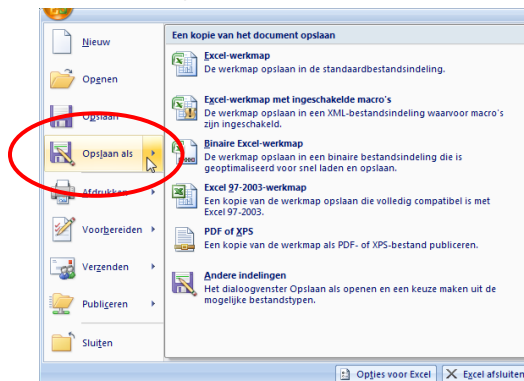 Nieuw
Openen
Opslaan
Opslaan als
Afdrukken
Voorbereiden
Verzenden
Publiceren
Sluiten
Een kopie van het document opslaan
Excel-werkmap
De werkmap opslaan in de standaardbestandsindeling.
Excel-werkmap met ingeschakelde macro's
De werkmap opslaan in een XML-bestandsindeling waarvoor macro's
zijn ingeschakeld.
Binaire Excel-werkmap
De werkmap opslaan in een binaire bestandsindeling die is
geoptimaliseerd voor snel laden en opslaan.
Excel 97-2003-werkmap
Een kopie van de werkmap opslaan die volledig compatibel is met
Excel 97-2003.
PDF of XPS
Een kopie van de werkmap als PDF- of XPS-bestand publiceren.
Andere indelingen
Het dialoogvenster Opslaan als openen en een keuze maken uit de
mogelijke bestandstypen.
Opties voor Excel
Excel afsluiten